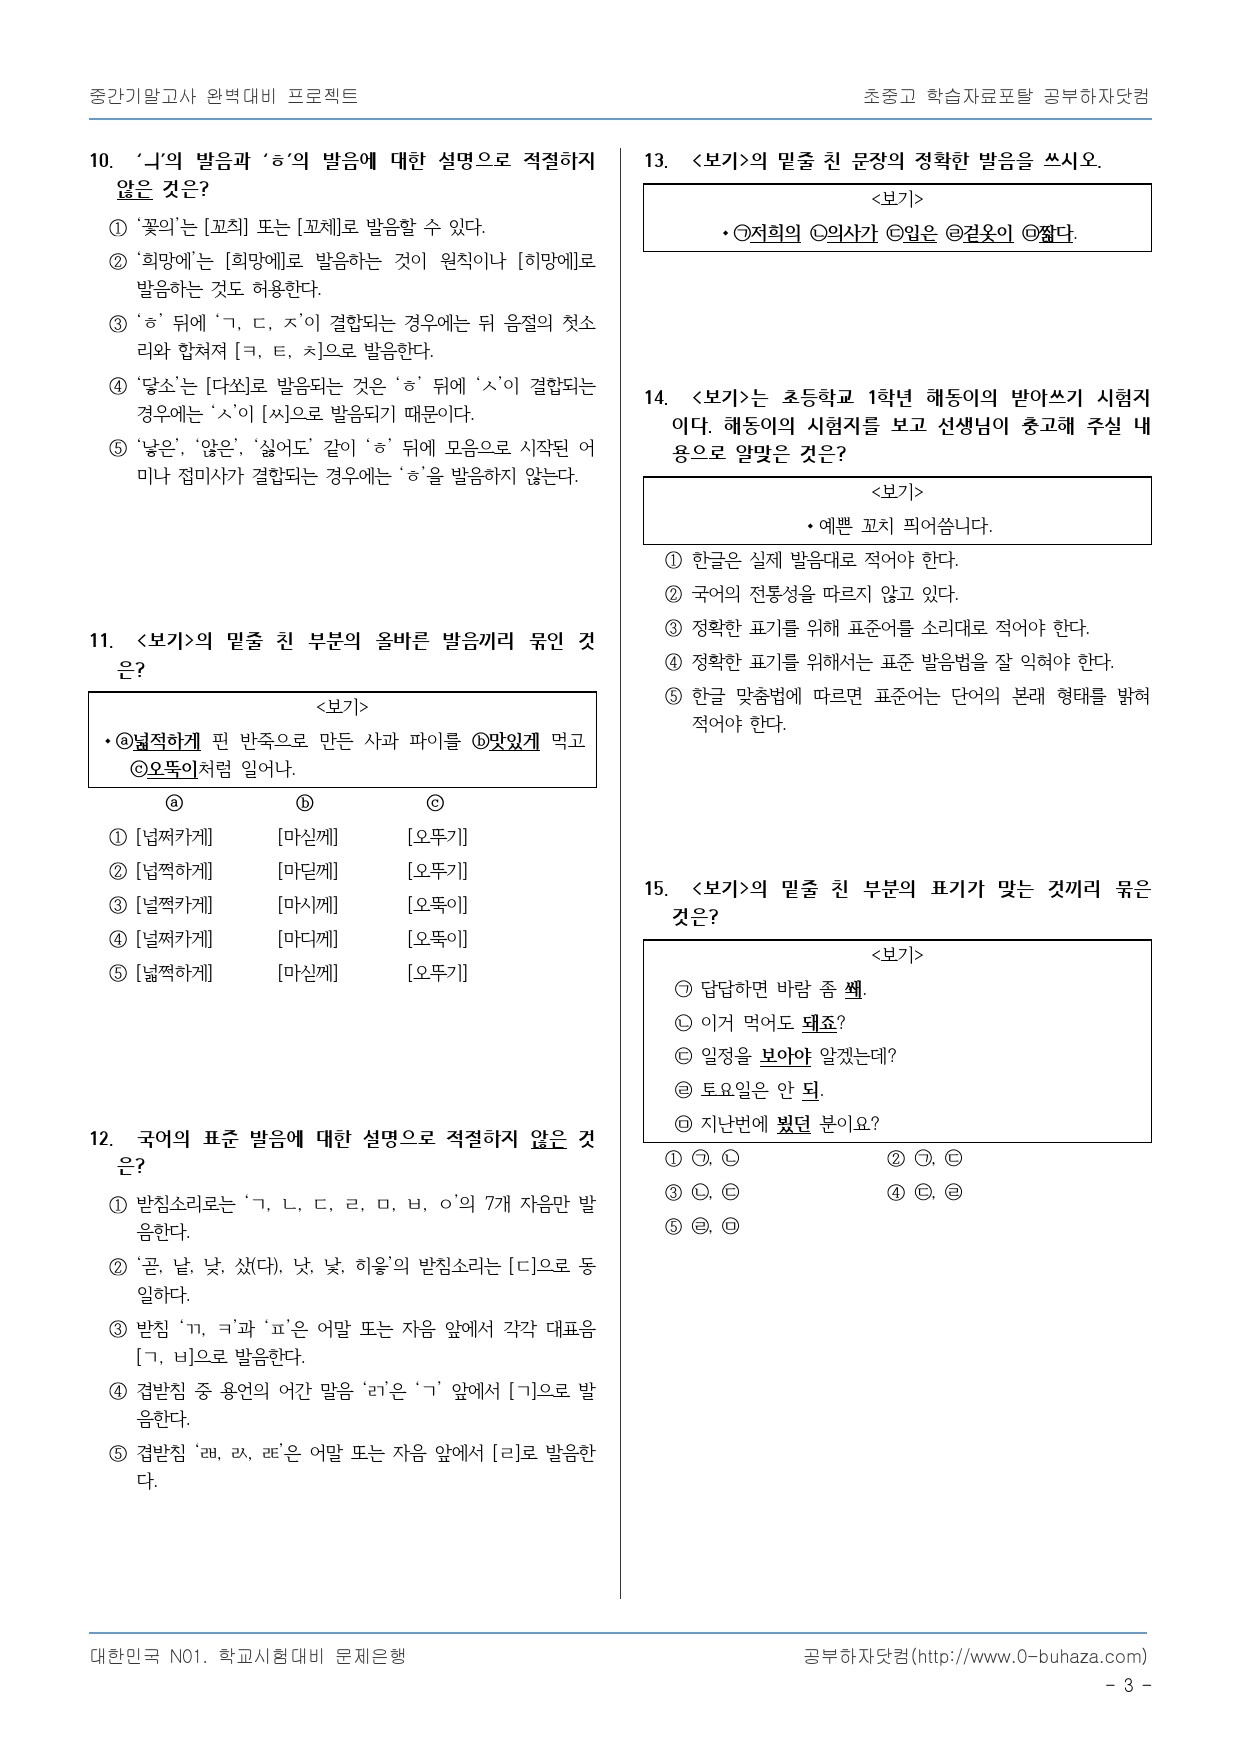 중간기말고사 완벽대비 프로젝트
초중고 학습자료포탈 공부하자닷컴
10. ‘ㅢ’의 발음과 ‘ㅎ’의 발음에 대한 설명으로 적절하지
않은 것은?
① ‘꽃의’는 [꼬츼] 또는 [꼬체]로 발음할 수 있다.
② ‘희망에’는 [희망에]로 발음하는 것이 원칙이나 [히망에]로
발음하는 것도 허용한다.
③ ‘ㅎ’ 뒤에 ‘ㄱ, ㄷ, ㅈ’이 결합되는 경우에는 뒤 음절의 첫소
리와 합쳐져 [ㅋ, ㅌ, ㅊ]으로 발음한다.
④ ‘닿소’는 [다쏘]로 발음되는 것은 ‘ㅎ’ 뒤에 ‘ㅅ’이 결합되는
경우에는 ‘ㅅ’이 [ㅆ]으로 발음되기 때문이다.
⑤ ‘낳은’, ‘않은’, ‘싫어도’ 같이 ‘ㅎ’ 뒤에 모음으로 시작된 어
미나 접미사가 결합되는 경우에는 ‘ㅎ’을 발음하지 않는다.
11. <보기>의 밑줄 친 부분의 올바른 발음끼리 묶인 것
은?
<보기>
• ⓐ넓적하게 핀 반죽으로 만든 사과 파이를 ⓑ맛있게 먹고
ⓒ오뚝이처럼 일어나.
ⓐ ⓑ ⓒ
① [넙쩌카게] [마싣께] [오뚜기]
② [넙쩍하게] [마딛께] [오뚜기]
③ [널쩍카게] [마시께] [오뚝이]
④ [널쩌카게] [마디께] [오뚝이]
⑤ [넓쩍하게] [마싣께] [오뚜기]
12. 국어의 표준 발음에 대한 설명으로 적절하지 않은 것
은?
① 받침소리로는 ‘ㄱ, ㄴ, ㄷ, ㄹ, ㅁ, ㅂ, ㅇ’의 7개 자음만 발
음한다.
② ‘곧, 낱, 낮, 샀(다), 낫, 낯, 히읗’의 받침소리는 [ㄷ]으로 동
일하다.
③ 받침 ‘ㄲ, ㅋ’과 ‘ㅍ’은 어말 또는 자음 앞에서 각각 대표음
[ㄱ, ㅂ]으로 발음한다.
④ 겹받침 중 용언의 어간 말음 ‘ㄺ’은 ‘ㄱ’ 앞에서 [ㄱ]으로 발
음한다.
⑤ 겹받침 ‘ㄼ, ㄽ, ㄾ’은 어말 또는 자음 앞에서 [ㄹ]로 발음한
다.
13. <보기>의 밑줄 친 문장의 정확한 발음을 쓰시오.
<보기>
• ㉠저희의 ㉡의사가 ㉢입은 ㉣겉옷이 ㉤짧다.
14. <보기>는 초등학교 1학년 해동이의 받아쓰기 시험지
이다. 해동이의 시험지를 보고 선생님이 충고해 주실 내
용으로 알맞은 것은?
<보기>
• 예쁜 꼬치 픠어씀니다.
① 한글은 실제 발음대로 적어야 한다.
② 국어의 전통성을 따르지 않고 있다.
③ 정확한 표기를 위해 표준어를 소리대로 적어야 한다.
④ 정확한 표기를 위해서는 표준 발음법을 잘 익혀야 한다.
⑤ 한글 맞춤법에 따르면 표준어는 단어의 본래 형태를 밝혀
적어야 한다.
15. <보기>의 밑줄 친 부분의 표기가 맞는 것끼리 묶은
것은?
<보기>
㉠ 답답하면 바람 좀 쐐.
㉡ 이거 먹어도 돼죠?
㉢ 일정을 보아야 알겠는데?
㉣ 토요일은 안 되.
㉤ 지난번에 뵜던 분이요?
① ㉠, ㉡ ② ㉠, ㉢
③ ㉡, ㉢ ④ ㉢, ㉣
⑤ ㉣, ㉤
대한민국 N01. 학교시험대비 문제은행
공부하자닷컴(http://www.0-buhaza.com)
- 3 -